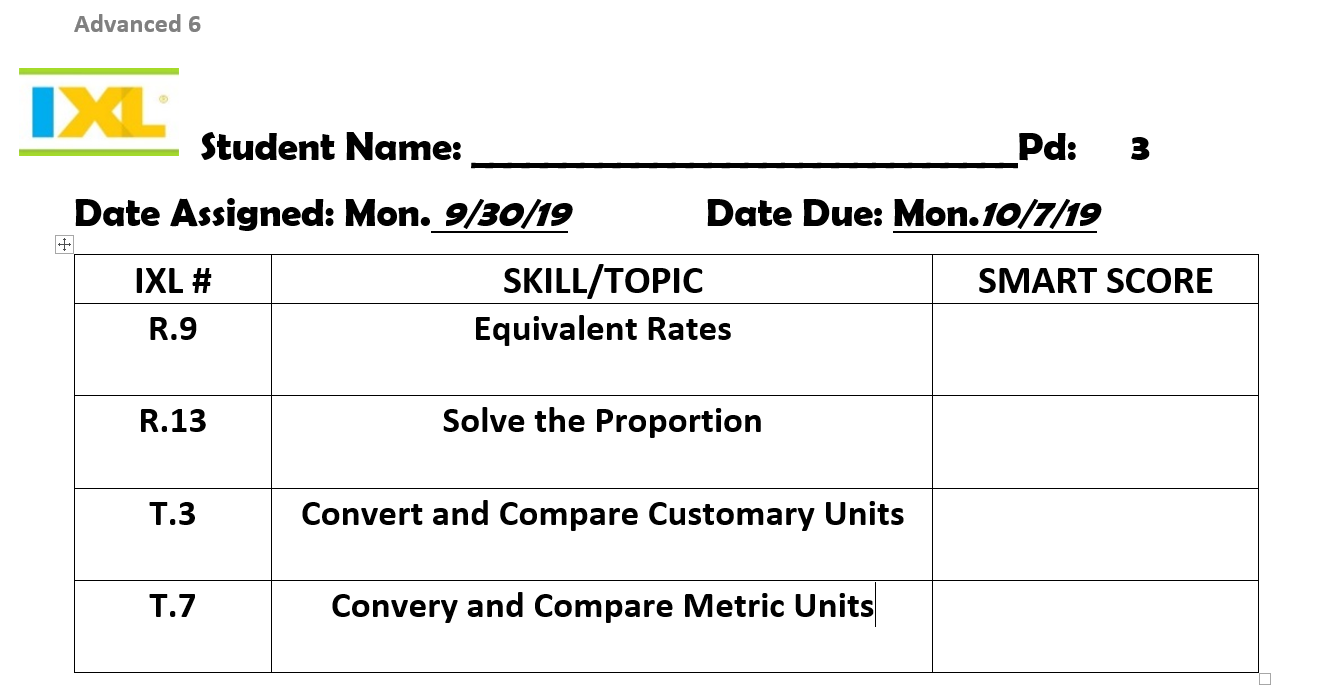 Advanced 6
IXL®
Student Name: ______________________________Pd: 3
Date Assigned: Mon. 9/30/19 Date Due: Mon.10/7/19
IXL # SKILL/TOPIC SMART SCORE
R.9 Equivalent Rates
R.13 Solve the Proportion
T.3 Convert and Compare Customary Units
T.7 Convery and Compare Metric Units